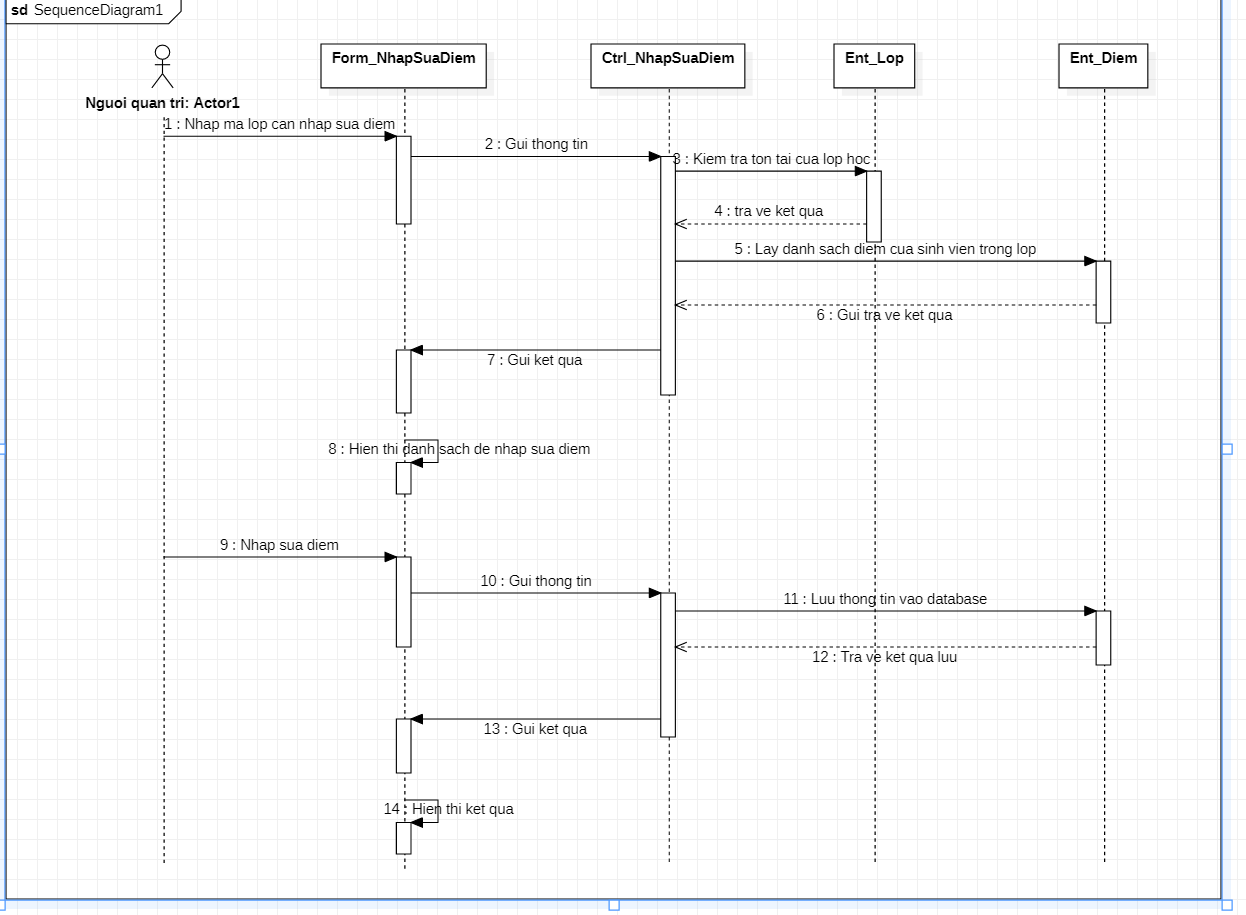 sd SequenceDiagram1
Form_NhapSuaDiem
Ctrl_NhapSuaDiem
Ent_Lop
Ent_Diem
Nguoi quan tri: Actor1
1 : Nhap ma lop can nhap sua diem
2 : Gui thong tin
3 : Kiem tra ton tai cua lop hoc
4 : tra ve ket qua
5 : Lay danh sach diem cua sinh vien trong lop
6 : Gui tra ve ket qua
7 : Gui ket qua
8 : Hien thi danh sach de nhap sua diem
9 : Nhap sua diem
10 : Gui thong tin
11 : Luu thong tin vao database
12 : Tra ve ket qua luu
13 : Gui ket qua
14 : Hien thi ket qua